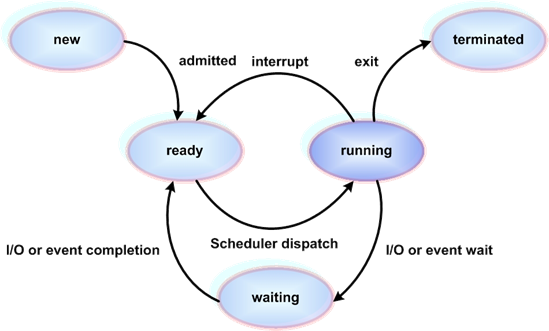 new
terminated
admitted
interrupt
exit
ready
running
I/O or event completion
Scheduler dispatch
I/O or event wait
waiting